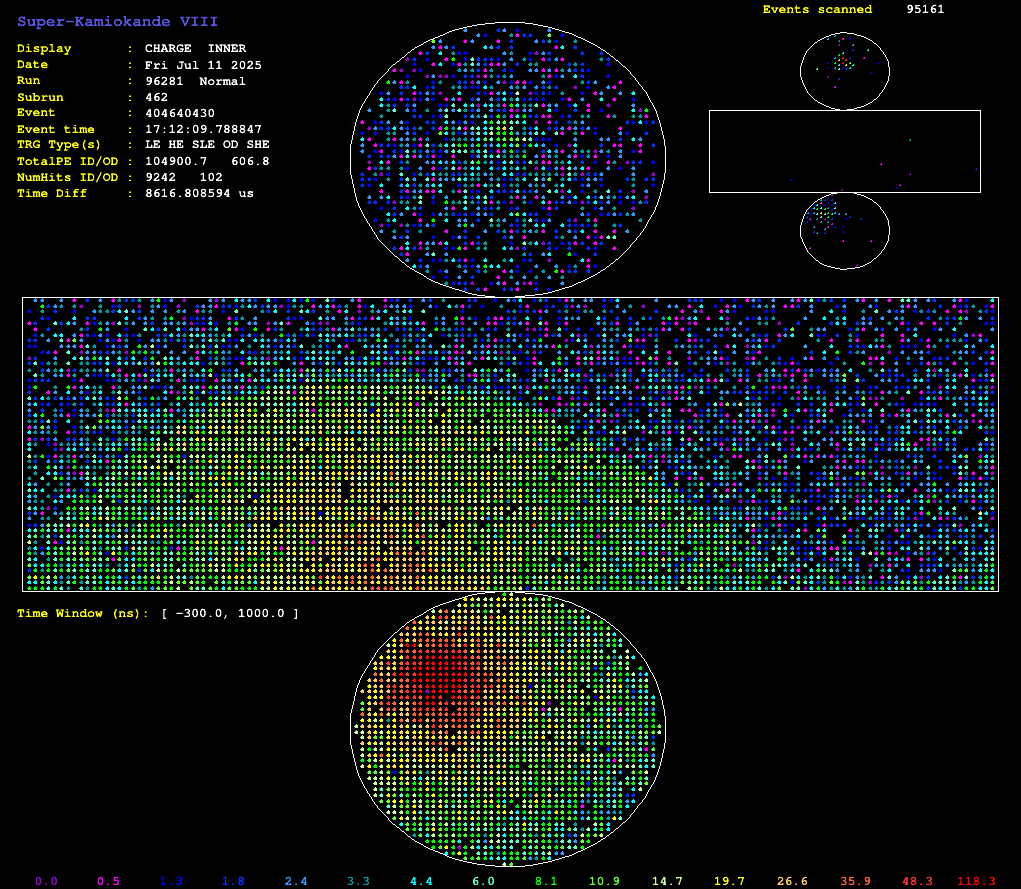 Super-Kamiokande VIII
Events scanned 95161
Display : CHARGE INNER
Date : Fri Jul 11 2025
Run : 96281 Normal
Subrun : 462
Event : 404640430
Event time : 17:12:09.788847
TRG Type(s) : LE HE SLE OD SHE
TotalPE ID/OD : 104900.7 606.8
NumHits ID/OD : 9242 102
Time Diff : 8616.808594 us
Time Window (ns): [ -300.0, 1000.0 ]
0.0 0.5 1.3 1.8 2.4 3.3 4.4 6.0 8.1 10.9 14.7 19.7 26.6 35.9 48.3 118.3